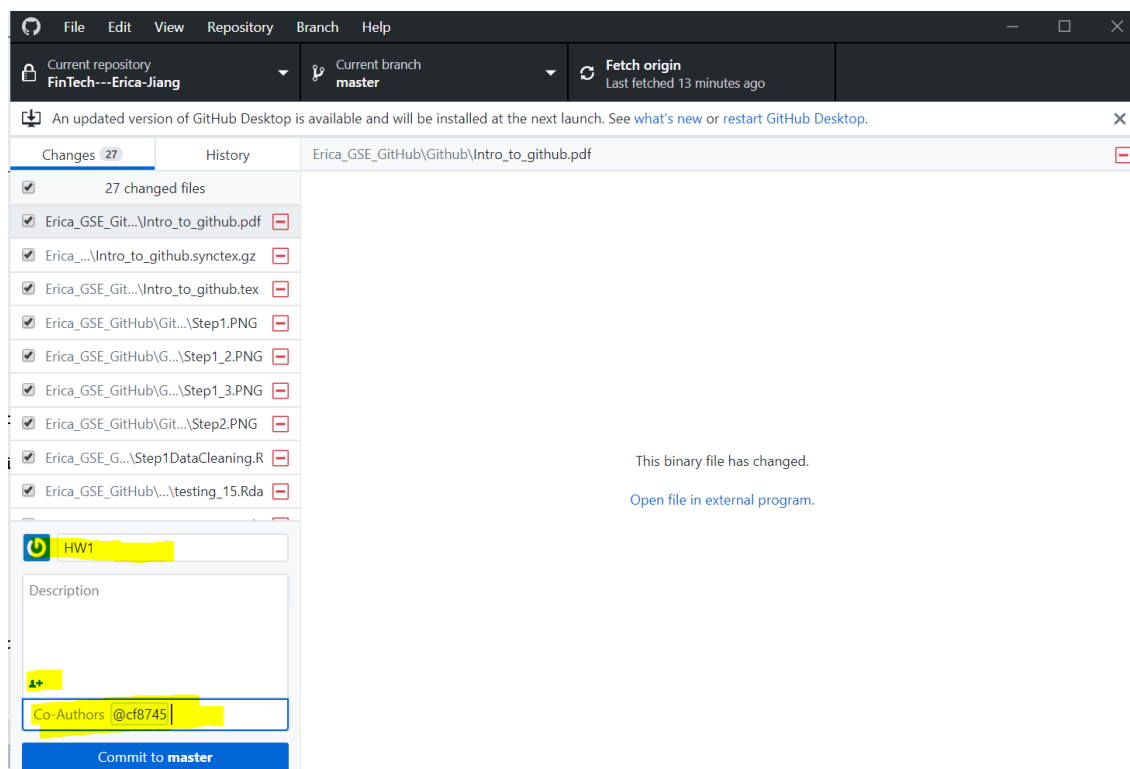 File Edit View Repository Branch Help
Current repository
FinTech---Erica-Jiang
Current branch
master
Fetch origin
Last fetched 13 minutes ago
An updated version of GitHub Desktop is available and will be installed at the next launch. See what's new or restart GitHub Desktop.
Changes 27 History
Erica_GSE_GitHub\Github\Intro_to_github.pdf
27 changed files
Erica_GSE_Git...\Intro_to_github.pdf
Erica_...\Intro_to_github.synctex.gz
Erica_GSE_Git...\Intro_to_github.tex
Erica_GSE_GitHub\Git...\Step1.PNG
Erica_GSE_GitHub\G...\Step1_2.PNG
Erica_GSE_GitHub\G...\Step1_3.PNG
Erica_GSE_GitHub\Git...\Step2.PNG
Erica_GSE_G...\Step1DataCleaning.R
Erica_GSE_GitHub\...\testing_15.Rda
This binary file has changed.
Open file in external program.
HW1
Description
Co-Authors @cf8745
Commit to master